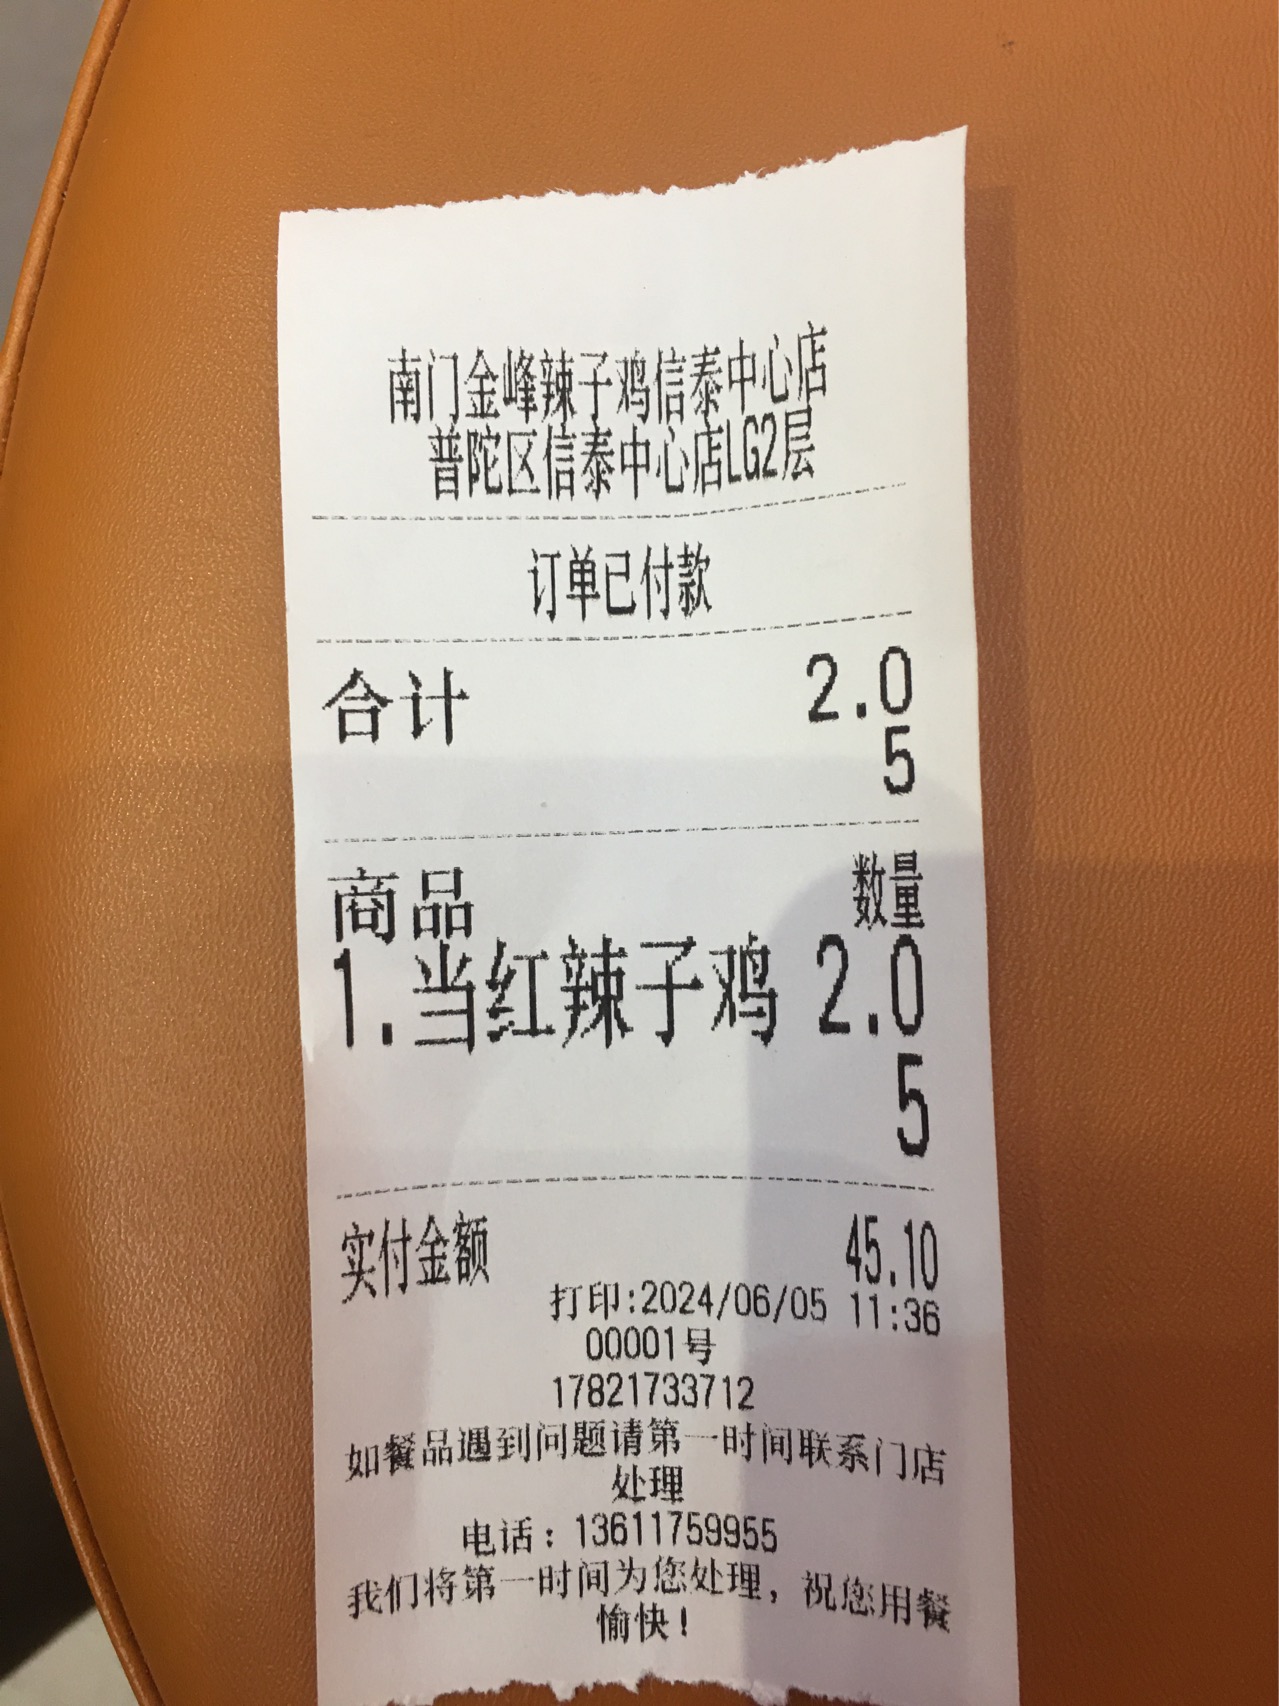 南门金峰辣子鸡信泰中心店
普陀区信泰中心店LG2层
订单已付款
合计 2.0
5
商品 数量
1.当红辣子鸡 2.0
5
实付金额 45.10
打印:2024/06/05 11:36
00001号
17821733712
如餐品遇到问题请第一时间联系门店
处理
电话：13611759955
我们将第一时间为您处理，祝您用餐
愉快！